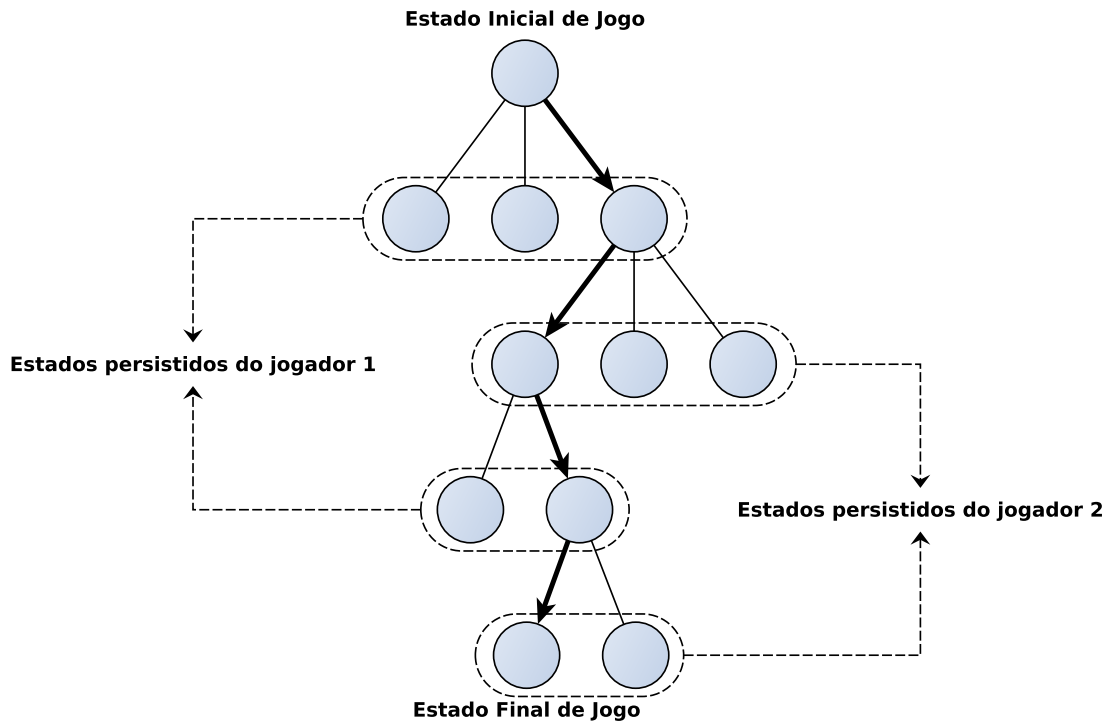 Estado Inicial de Jogo
Estados persistidos do jogador 1
Estados persistidos do jogador 2
Estado Final de Jogo